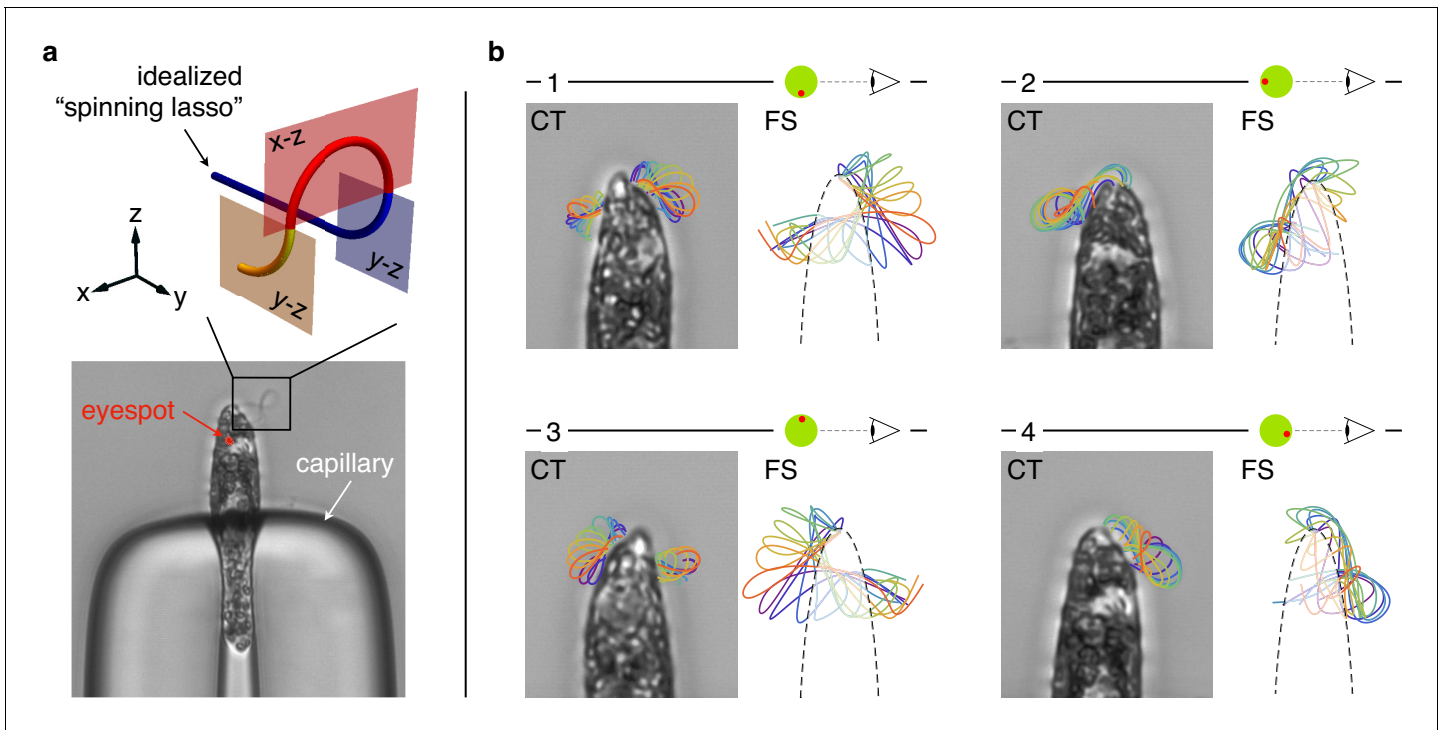 a
idealized
“spinning lasso”
x-z
y-z
y-z
z
x
y
eyespot
capillary
b
1
CT
FS
2
CT
FS
3
CT
FS
4
CT
FS